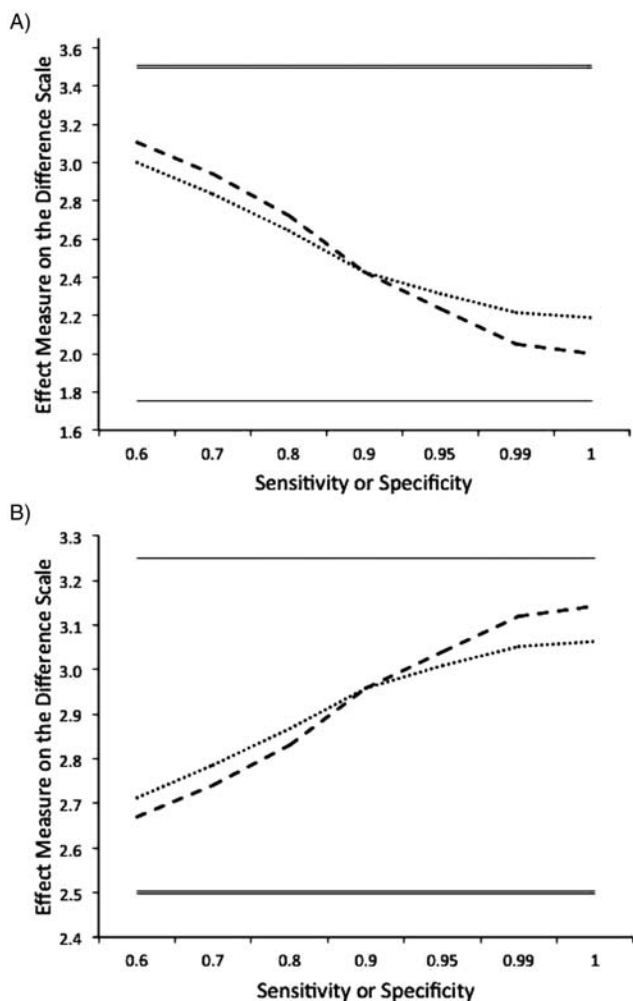 A)
Effect Measure on the Difference Scale
3.6
3.4
3.2
3.0
2.8
2.6
2.4
2.2
2.0
1.8
1.6
0.6 0.7 0.8 0.9 0.95 0.99 1
Sensitivity or Specificity
B)
Effect Measure on the Difference Scale
3.3
3.2
3.1
3.0
2.9
2.8
2.7
2.6
2.5
2.4
0.6 0.7 0.8 0.9 0.95 0.99 1
Sensitivity or Specificity